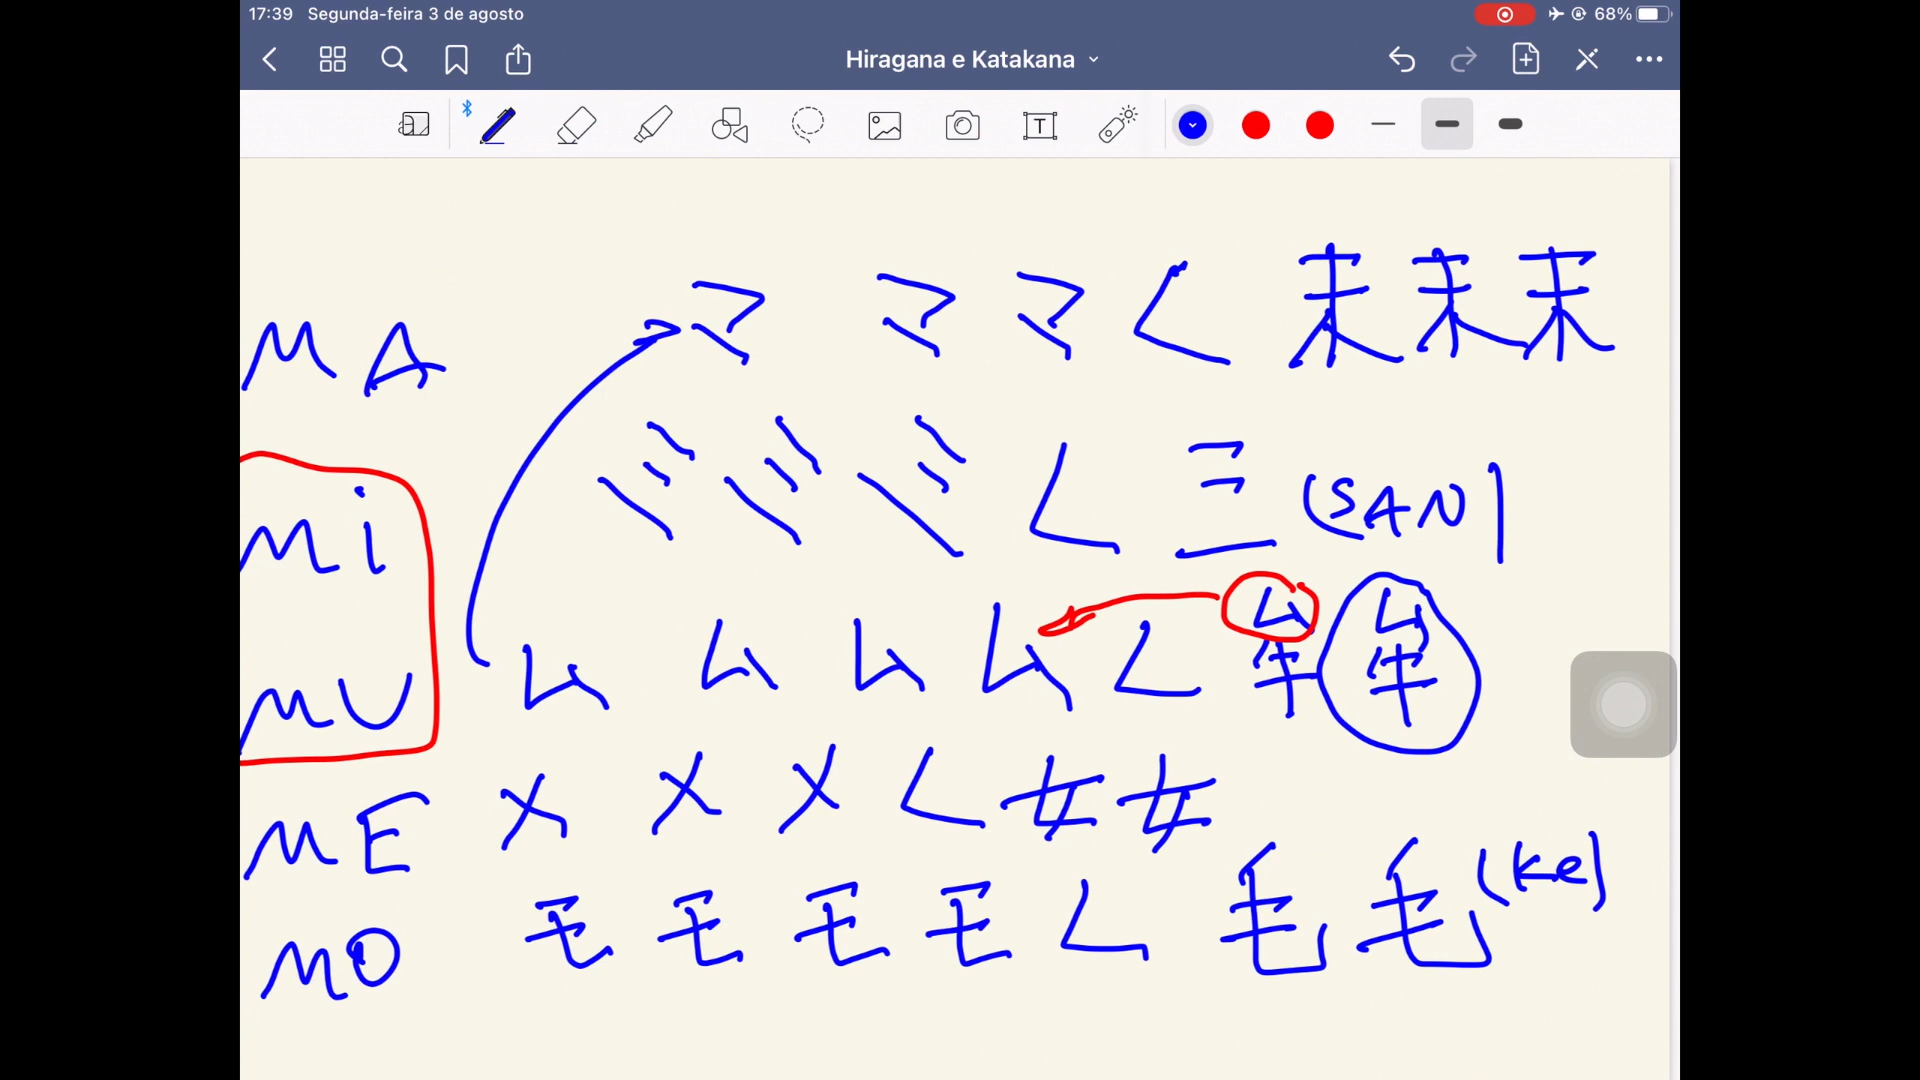 17:39 Segunda-feira 3 de agosto 68%
Hiragana e Katakana
MA マ マ マ < 末 末 末
Mi ミ ミ ミ < 三 (SAN)
MU ム ム ム ム < 牟 牟
ME メ メ メ < 女 女
MO モ モ モ モ < 毛 毛 (Ke)